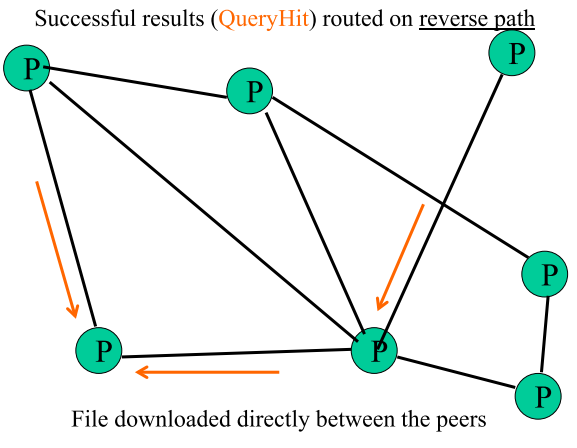 Successful results (QueryHit) routed on reverse path
P
P
P
P
P
P
P
File downloaded directly between the peers